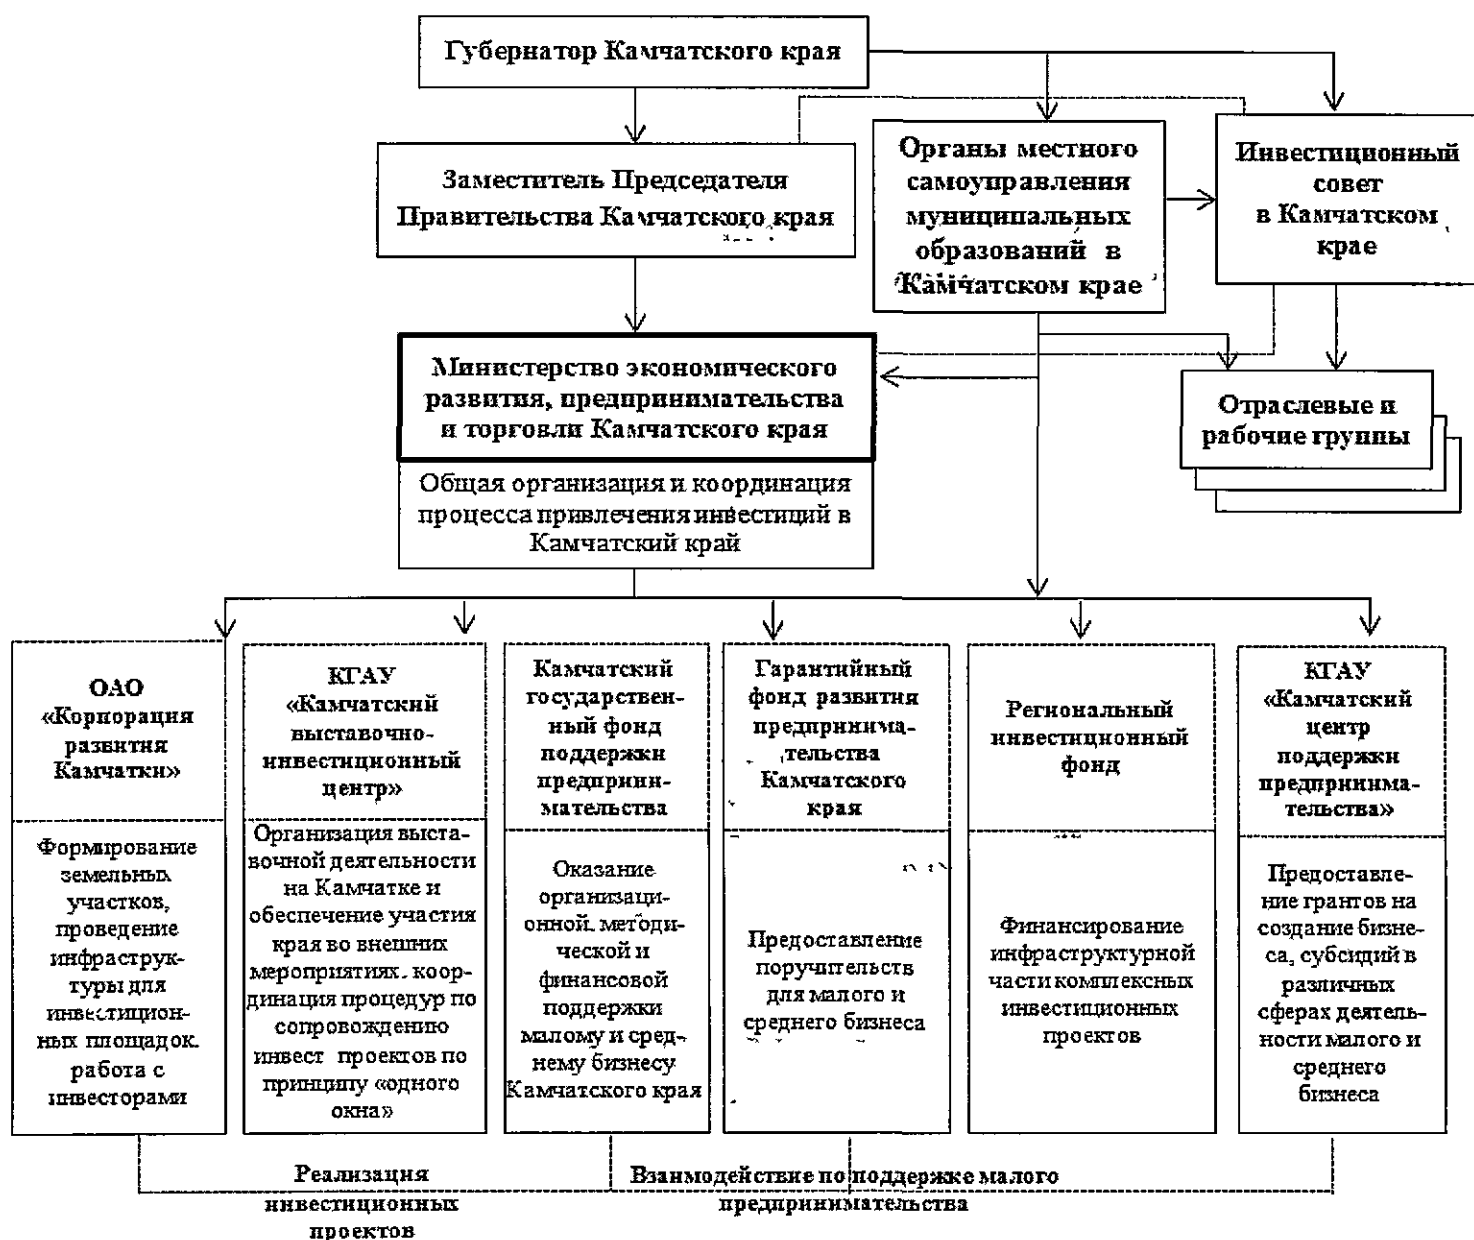 Губернатор Камчатского края
Заместитель Председателя
Правительства Камчатского края
Органы местного
самоуправления
муниципальных
образований в
Камчатском крае
Инвестиционный
совет
в Камчатском
крае
Министерство экономического
развития, предпринимательства
и торговли Камчатского края
Общая организация и координация
процесса привлечения инвестиций в
Камчатский край
Отраслевые и
рабочие группы
ОАО
«Корпорация
развития
Камчатки»
Формирование
земельных
участков,
проведение
инфраструк-
туры для
инвестицион-
ных площадок,
работа с
инвесторами
КГАУ
«Камчатский
выставочно-
инвестиционный
центр»
Организация выста-
вочной деятельности
на Камчатке и
обеспечение участия
края во внешних
мероприятиях, коор-
динация процедур по
сопровождению
инвест проектов по
принципу «одного
окна»
Камчатский
государствен-
ный фонд
поддержки
предприни-
мательства
Оказание
организаци-
онной, методи-
ческой и
финансовой
поддержки
малому и сред-
нему бизнесу
Камчатского края
Гарантийный
фонд развития
предпринима-
тельства
Камчатского
края
Предоставление
поручительств
для малого и
среднего бизнеса
Региональный
инвестиционный
фонд
Финансирование
инфраструктурной
части комплексных
инвестиционных
проектов
КГАУ
«Камчатский
центр
поддержки
предпринима-
тельства»
Предоставле-
ние грантов на
создание бизне-
са, субсидий в
различных
сферах деятель-
ности малого и
среднего
бизнеса
Реализация
инвестиционных
проектов
Взаимодействие по поддержке малого
предпринимательства